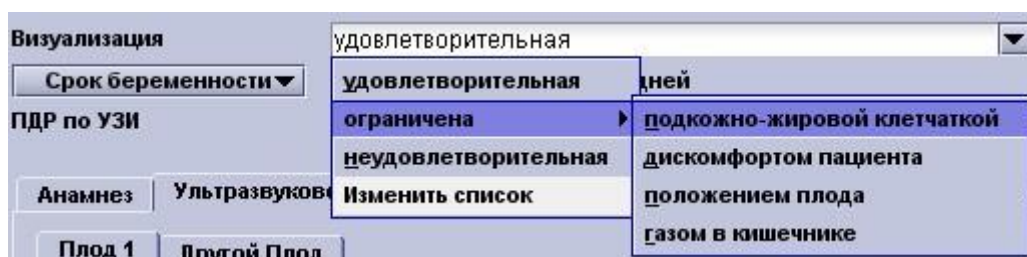 Визуализация удовлетворительная
Срок беременности удовлетворительная дней
ПДР по УЗИ ограничена подкожно-жировой клетчаткой
неудовлетворительная дискомфортом пациента
Анамнез Ультразвуково Изменить список положением плода
газом в кишечнике
Плод 1 Другой Плод